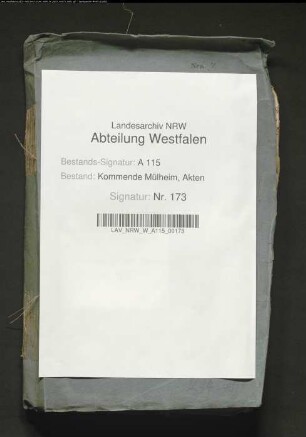 Landesarchiv NRW
Abteilung Westfalen
Bestands-Signatur: A 115
Bestand: Kommende Mülheim, Akten
Signatur: Nr. 173
LAV_NRW_W_A115_00173